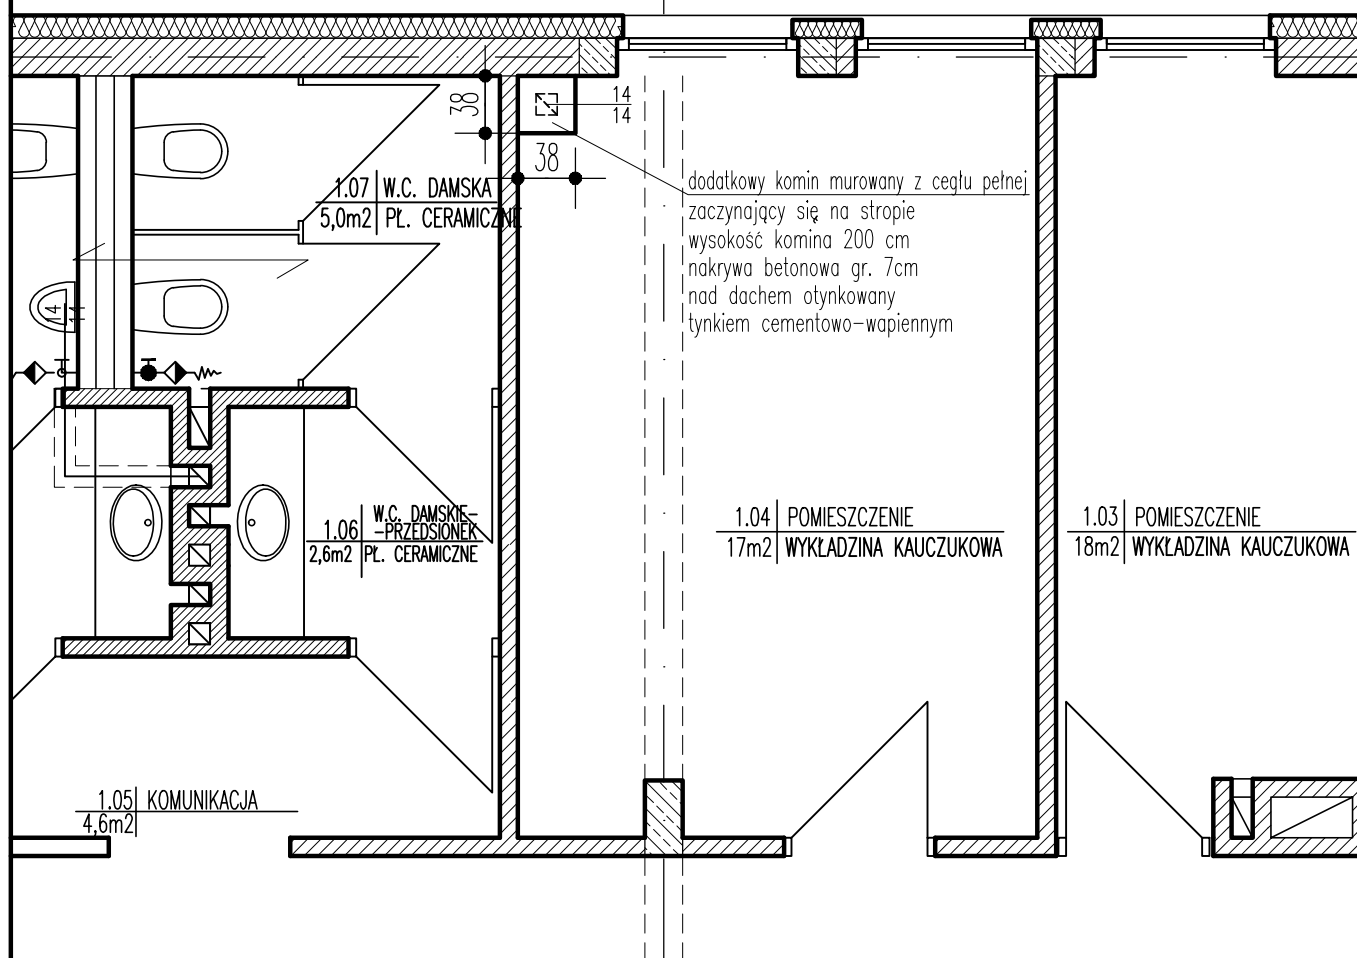 38
14
14
38
dodatkowy komin murowany z cegłu pełnej
zaczynający się na stropie
wysokość komina 200 cm
nakrywa betonowa gr. 7cm
nad dachem otynkowany
tynkiem cementowo-wapiennym
1.07 W.C. DAMSKA
5,0m2 PŁ. CERAMICZNE
14
14
1.06 W.C. DAMSKIE-
-PRZEDSIONEK
2,6m2 PŁ. CERAMICZNE
1.04 POMIESZCZENIE
17m2 WYKŁADZINA KAUCZUKOWA
1.03 POMIESZCZENIE
18m2 WYKŁADZINA KAUCZUKOWA
1.05 KOMUNIKACJA
4,6m2